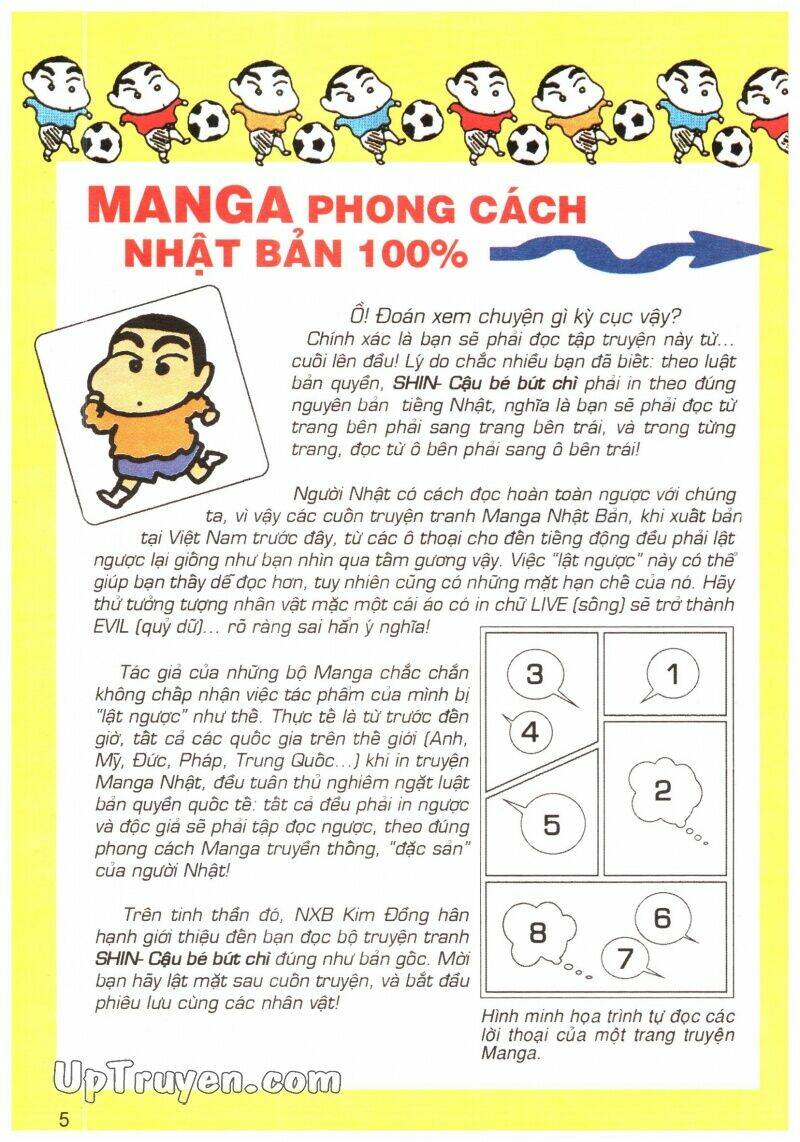 MANGA PHONG CÁCH
NHẬT BẢN 100%
Ồ! Đoán xem chuyện gì kỳ cục vậy?
Chính xác là bạn sẽ phải đọc tập truyện này từ...
cuối lên đầu! Lý do chắc nhiều bạn đã biết: theo luật
bản quyền, SHIN- Cậu bé bút chì phải in theo đúng
nguyên bản tiếng Nhật, nghĩa là bạn sẽ phải đọc từ
trang bên phải sang trang bên trái, và trong từng
trang, đọc từ ô bên phải sang ô bên trái!
Người Nhật có cách đọc hoàn toàn ngược với chúng
ta, vì vậy các cuốn truyện tranh Manga Nhật Bản, khi xuất bản
tại Việt Nam trước đây, từ các ô thoại cho đến tiếng động đều phải lật
ngược lại giống như bạn nhìn qua tấm gương vậy. Việc "lật ngược" này có thể
giúp bạn thấy dễ đọc hơn, tuy nhiên cũng có những mặt hạn chế của nó. Hãy
thử tưởng tượng nhân vật mặc một cái áo có in chữ LIVE (sống) sẽ trở thành
EVIL (quỷ dữ)... rõ ràng sai hẳn ý nghĩa!
Tác giả của những bộ Manga chắc chắn
không chấp nhận việc tác phẩm của mình bị
"lật ngược" như thế. Thực tế là từ trước đến
giờ, tất cả các quốc gia trên thế giới (Anh,
Mỹ, Đức, Pháp, Trung Quốc...) khi in truyện
Manga Nhật, đều tuân thủ nghiêm ngặt luật
bản quyền quốc tế: tất cả đều phải in ngược
và độc giả sẽ phải tập đọc ngược, theo đúng
phong cách Manga truyền thống, "đặc sản"
của người Nhật!
Trên tinh thần đó, NXB Kim Đồng hân
hạnh giới thiệu đến bạn đọc bộ truyện tranh
SHIN- Cậu bé bút chì đúng như bản gốc. Mời
bạn hãy lật mặt sau cuốn truyện, và bắt đầu
phiêu lưu cùng các nhân vật!
1
2
3
4
5
6
7
8
Hình minh họa trình tự đọc các
lời thoại của một trang truyện
Manga.
UpTruyen.com
5